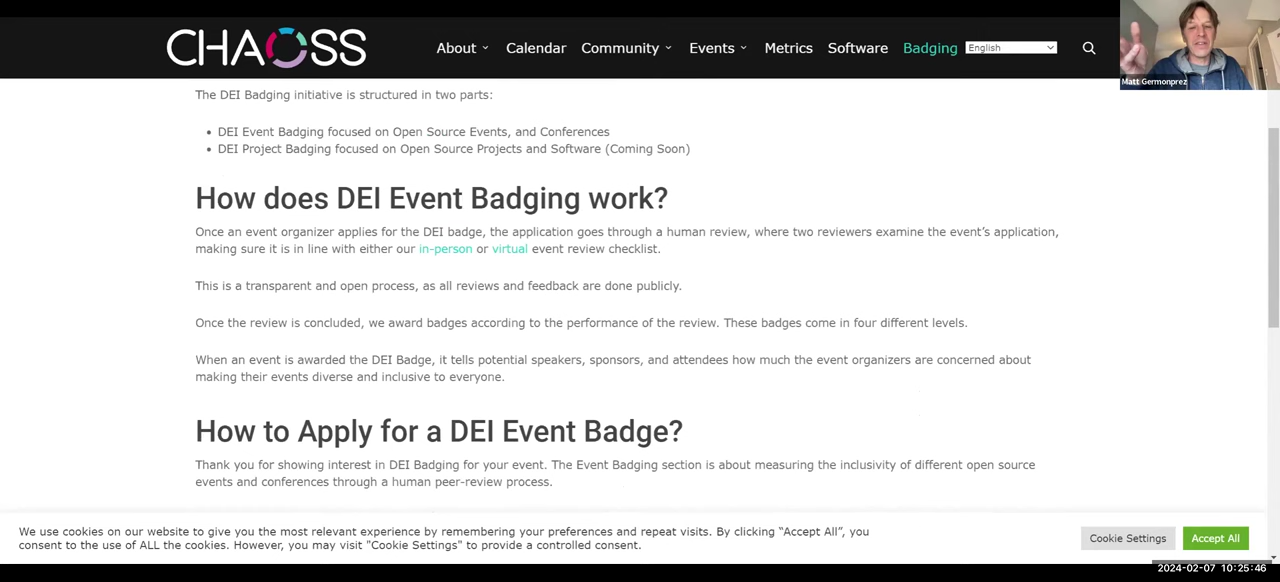 CHAOSS
About
Calendar
Community
Events
Metrics
Software
Badging
English
Matt Germonprez
The DEI Badging initiative is structured in two parts:
• DEI Event Badging focused on Open Source Events, and Conferences
• DEI Project Badging focused on Open Source Projects and Software (Coming Soon)
How does DEI Event Badging work?
Once an event organizer applies for the DEI badge, the application goes through a human review, where two reviewers examine the event’s application,
making sure it is in line with either our in-person or virtual event review checklist.
This is a transparent and open process, as all reviews and feedback are done publicly.
Once the review is concluded, we award badges according to the performance of the review. These badges come in four different levels.
When an event is awarded the DEI Badge, it tells potential speakers, sponsors, and attendees how much the event organizers are concerned about
making their events diverse and inclusive to everyone.
How to Apply for a DEI Event Badge?
Thank you for showing interest in DEI Badging for your event. The Event Badging section is about measuring the inclusivity of different open source
events and conferences through a human peer-review process.
We use cookies on our website to give you the most relevant experience by remembering your preferences and repeat visits. By clicking “Accept All”, you
consent to the use of ALL the cookies. However, you may visit "Cookie Settings" to provide a controlled consent.
Cookie Settings
Accept All
2024-02-07 10:25:46